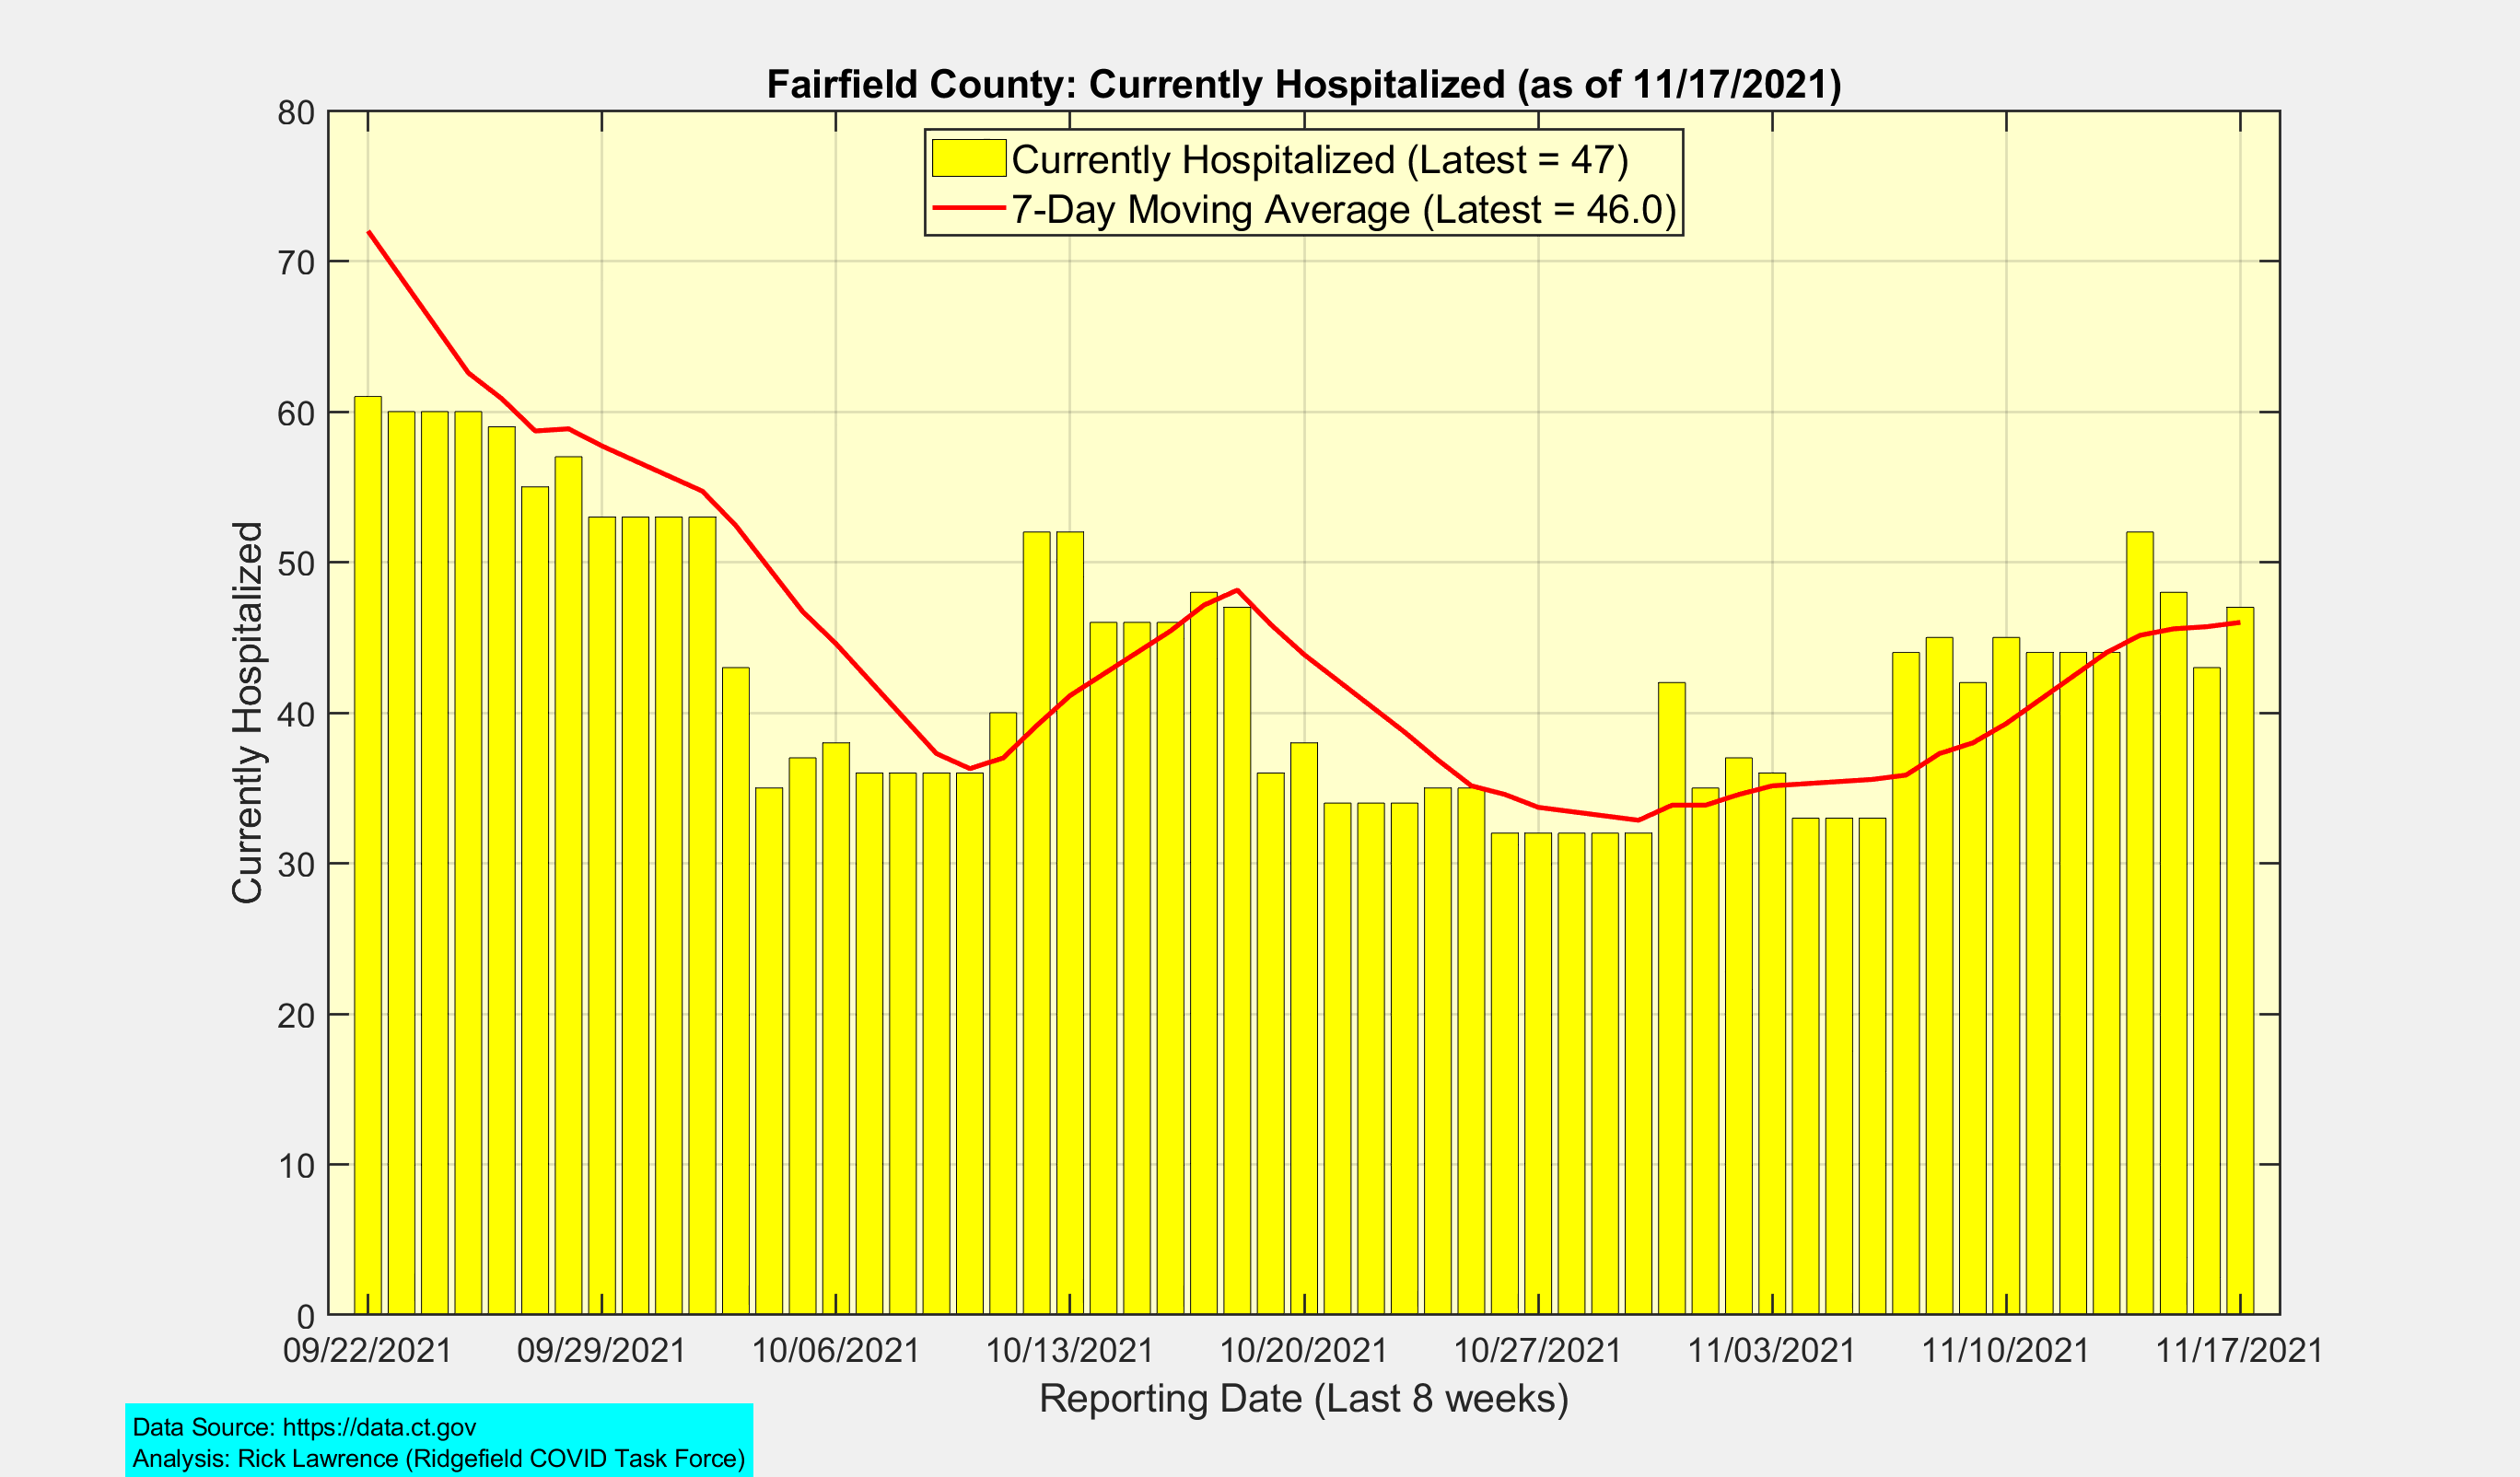 Fairfield County: Currently Hospitalized (as of 11/17/2021)
Currently Hospitalized (Latest = 47)
7-Day Moving Average (Latest = 46.0)
Currently Hospitalized
80
70
60
50
40
30
20
10
0
09/22/2021 09/29/2021 10/06/2021 10/13/2021 10/20/2021 10/27/2021 11/03/2021 11/10/2021 11/17/2021
Reporting Date (Last 8 weeks)
Data Source: https://data.ct.gov
Analysis: Rick Lawrence (Ridgefield COVID Task Force)